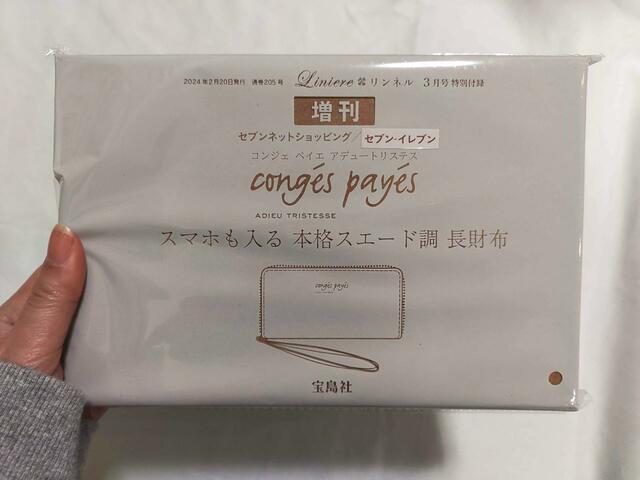 2024年2月20日発行 通巻205号 Liniere リンネル 3月号 特別付録
増刊
セブンネットショッピング/セブン-イレブン
コンジェ ペイエ アデュートリステス
congés payés
ADIEU TRISTESSE
スマホも入る 本格スエード調 長財布
congés payés
宝島社